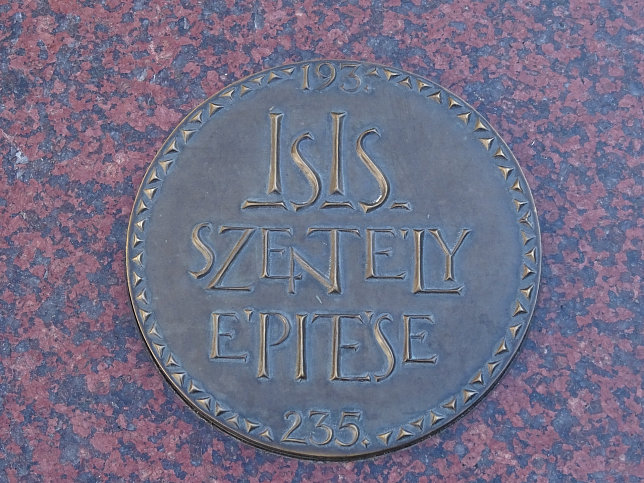 193.
ISIS
SZENTÉLY
ÉPÍTÉSE
235.